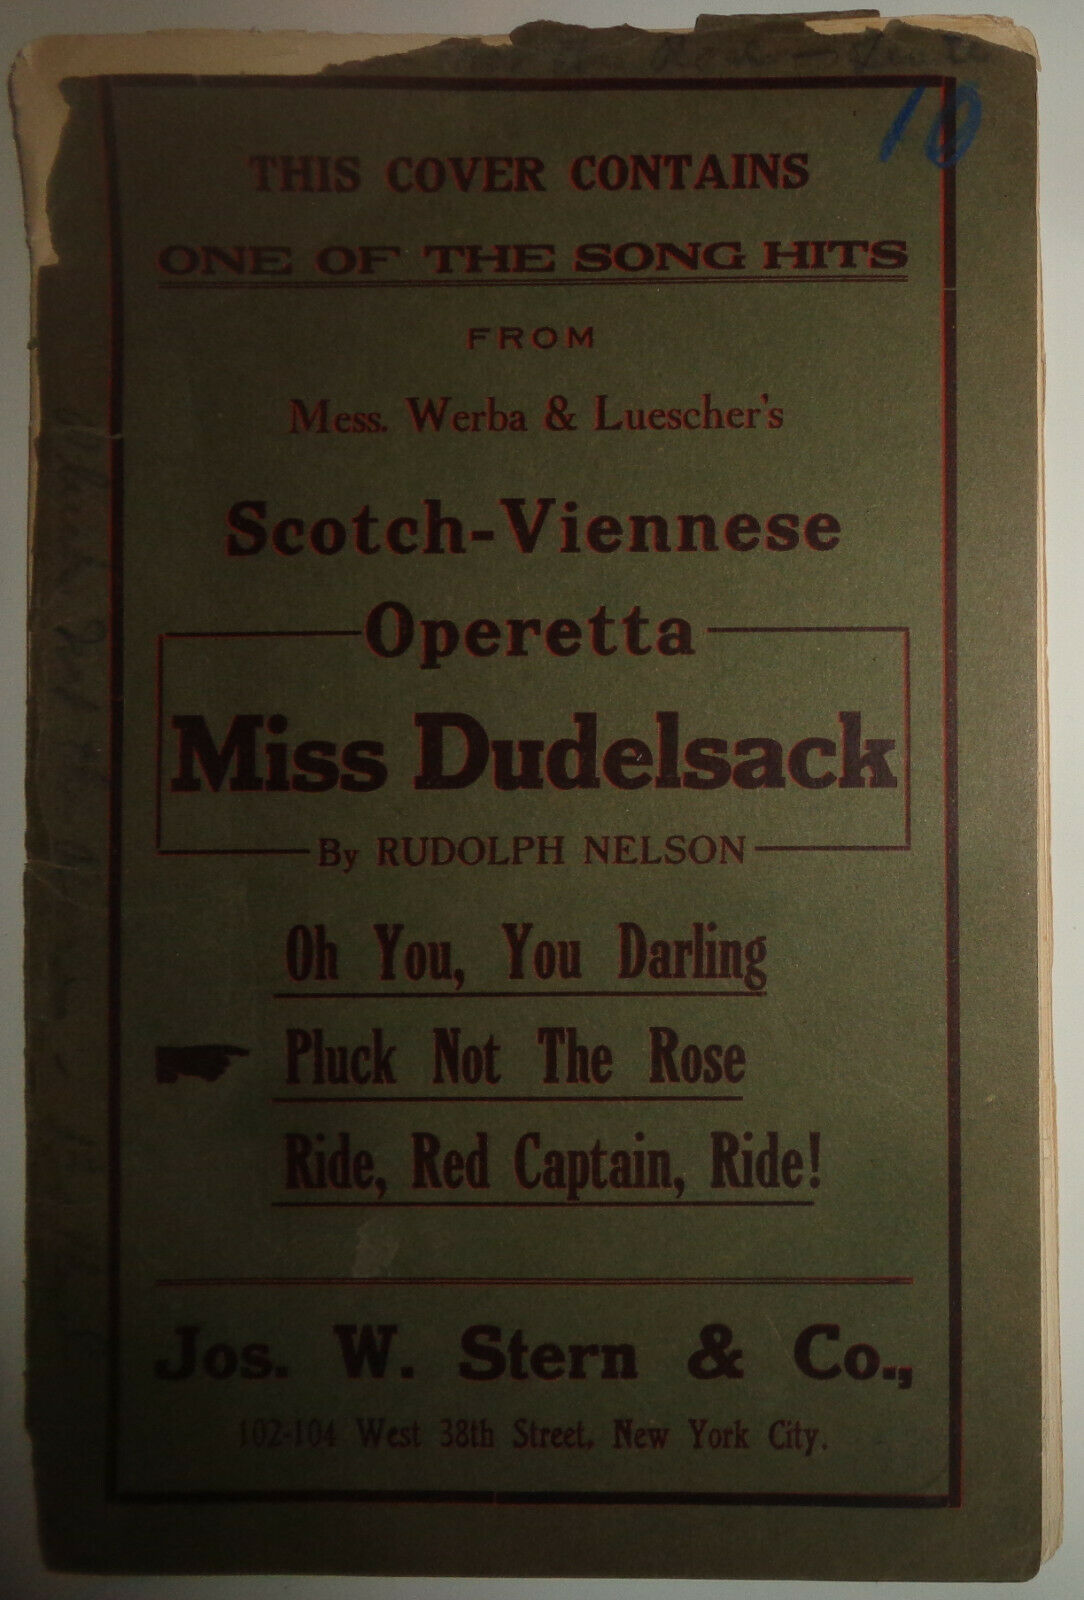 10
THIS COVER CONTAINS
ONE OF THE SONG HITS
FROM
Mess. Werba & Luescher's
Scotch-Viennese
Operetta
Miss Dudelsack
By RUDOLPH NELSON
Oh You, You Darling
Pluck Not The Rose
Ride, Red Captain, Ride!
Jos. W. Stern & Co.,
102-104 West 38th Street, New York City.